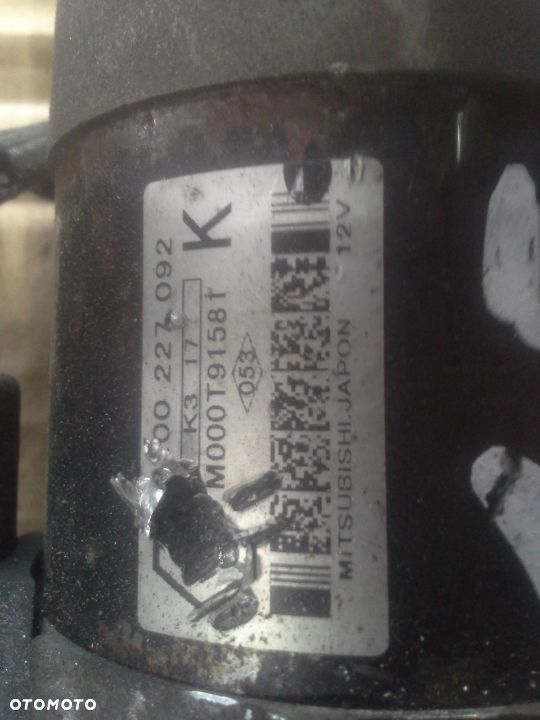 00 227 092
K3 17
K
M000T91581
053
MITSUBISHI.JAPON 12V
OTOMOTO